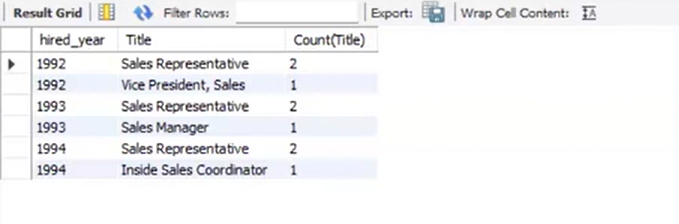 Result Grid Filter Rows: Export: Wrap Cell Content:
hired_year Title Count(Title)
1992 Sales Representative 2
1992 Vice President, Sales 1
1993 Sales Representative 2
1993 Sales Manager 1
1994 Sales Representative 2
1994 Inside Sales Coordinator 1